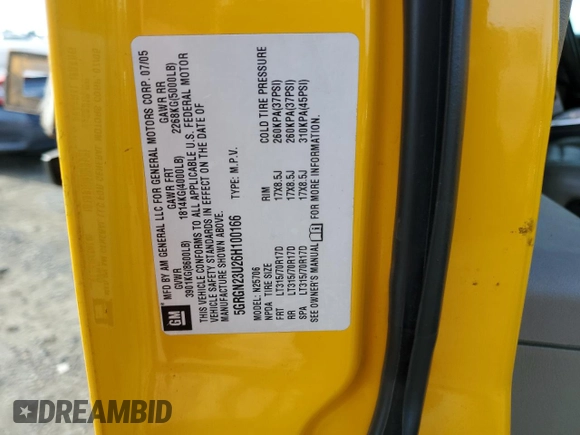 MFG BY AM GENERAL LLC FOR GENERAL MOTORS CORP. 07/05
GVWR GAWR FRT GAWR RR
3901KG(8600LB) 1814KG(4000LB) 2268KG(5000LB)
THIS VEHICLE CONFORMS TO ALL APPLICABLE U.S. FEDERAL MOTOR
VEHICLE SAFETY STANDARDS IN EFFECT ON THE DATE OF
MANUFACTURE SHOWN ABOVE.
GM
5GRGN23U26H100166 TYPE: M.P.V.
MODEL: N25706
NPDA TIRE SIZE RIM COLD TIRE PRESSURE
FRT LT315/70R17D 17X8.5J 260KPA(37PSI)
RR LT315/70R17D 17X8.5J 260KPA(37PSI)
SPA LT315/70R17D 17X8.5J 310KPA(45PSI)
SEE OWNER'S MANUAL FOR MORE INFORMATION.
DREAMBID